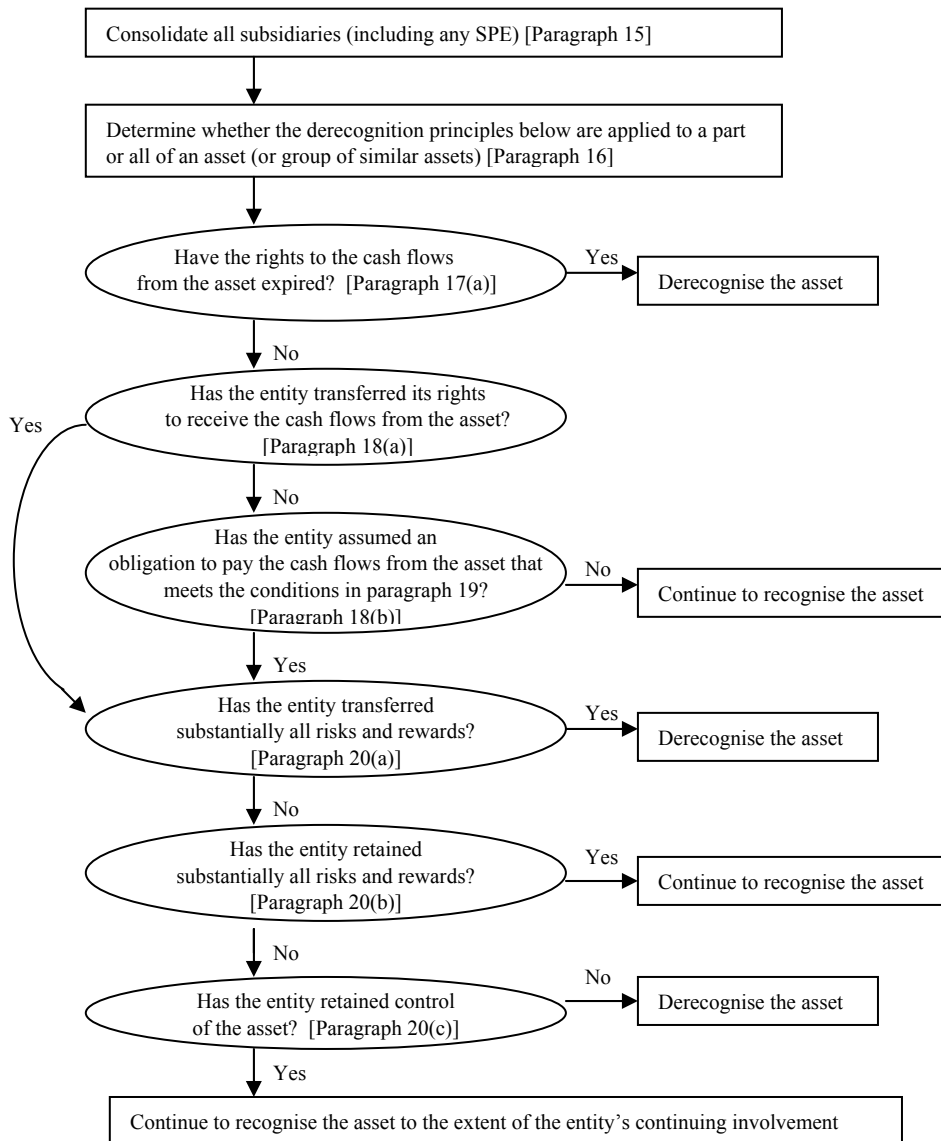 Consolidate all subsidiaries (including any SPE) [Paragraph 15]
Determine whether the derecognition principles below are applied to a part
or all of an asset (or group of similar assets) [Paragraph 16]
Have the rights to the cash flows
from the asset expired? [Paragraph 17(a)]
Yes
Derecognise the asset
No
Has the entity transferred its rights
to receive the cash flows from the asset?
[Paragraph 18(a)]
Yes
No
Has the entity assumed an
obligation to pay the cash flows from the asset that
meets the conditions in paragraph 19?
[Paragraph 18(b)]
No
Continue to recognise the asset
Yes
Has the entity transferred
substantially all risks and rewards?
[Paragraph 20(a)]
Yes
Derecognise the asset
No
Has the entity retained
substantially all risks and rewards?
[Paragraph 20(b)]
Yes
Continue to recognise the asset
No
Has the entity retained control
of the asset? [Paragraph 20(c)]
No
Derecognise the asset
Yes
Continue to recognise the asset to the extent of the entity’s continuing involvement